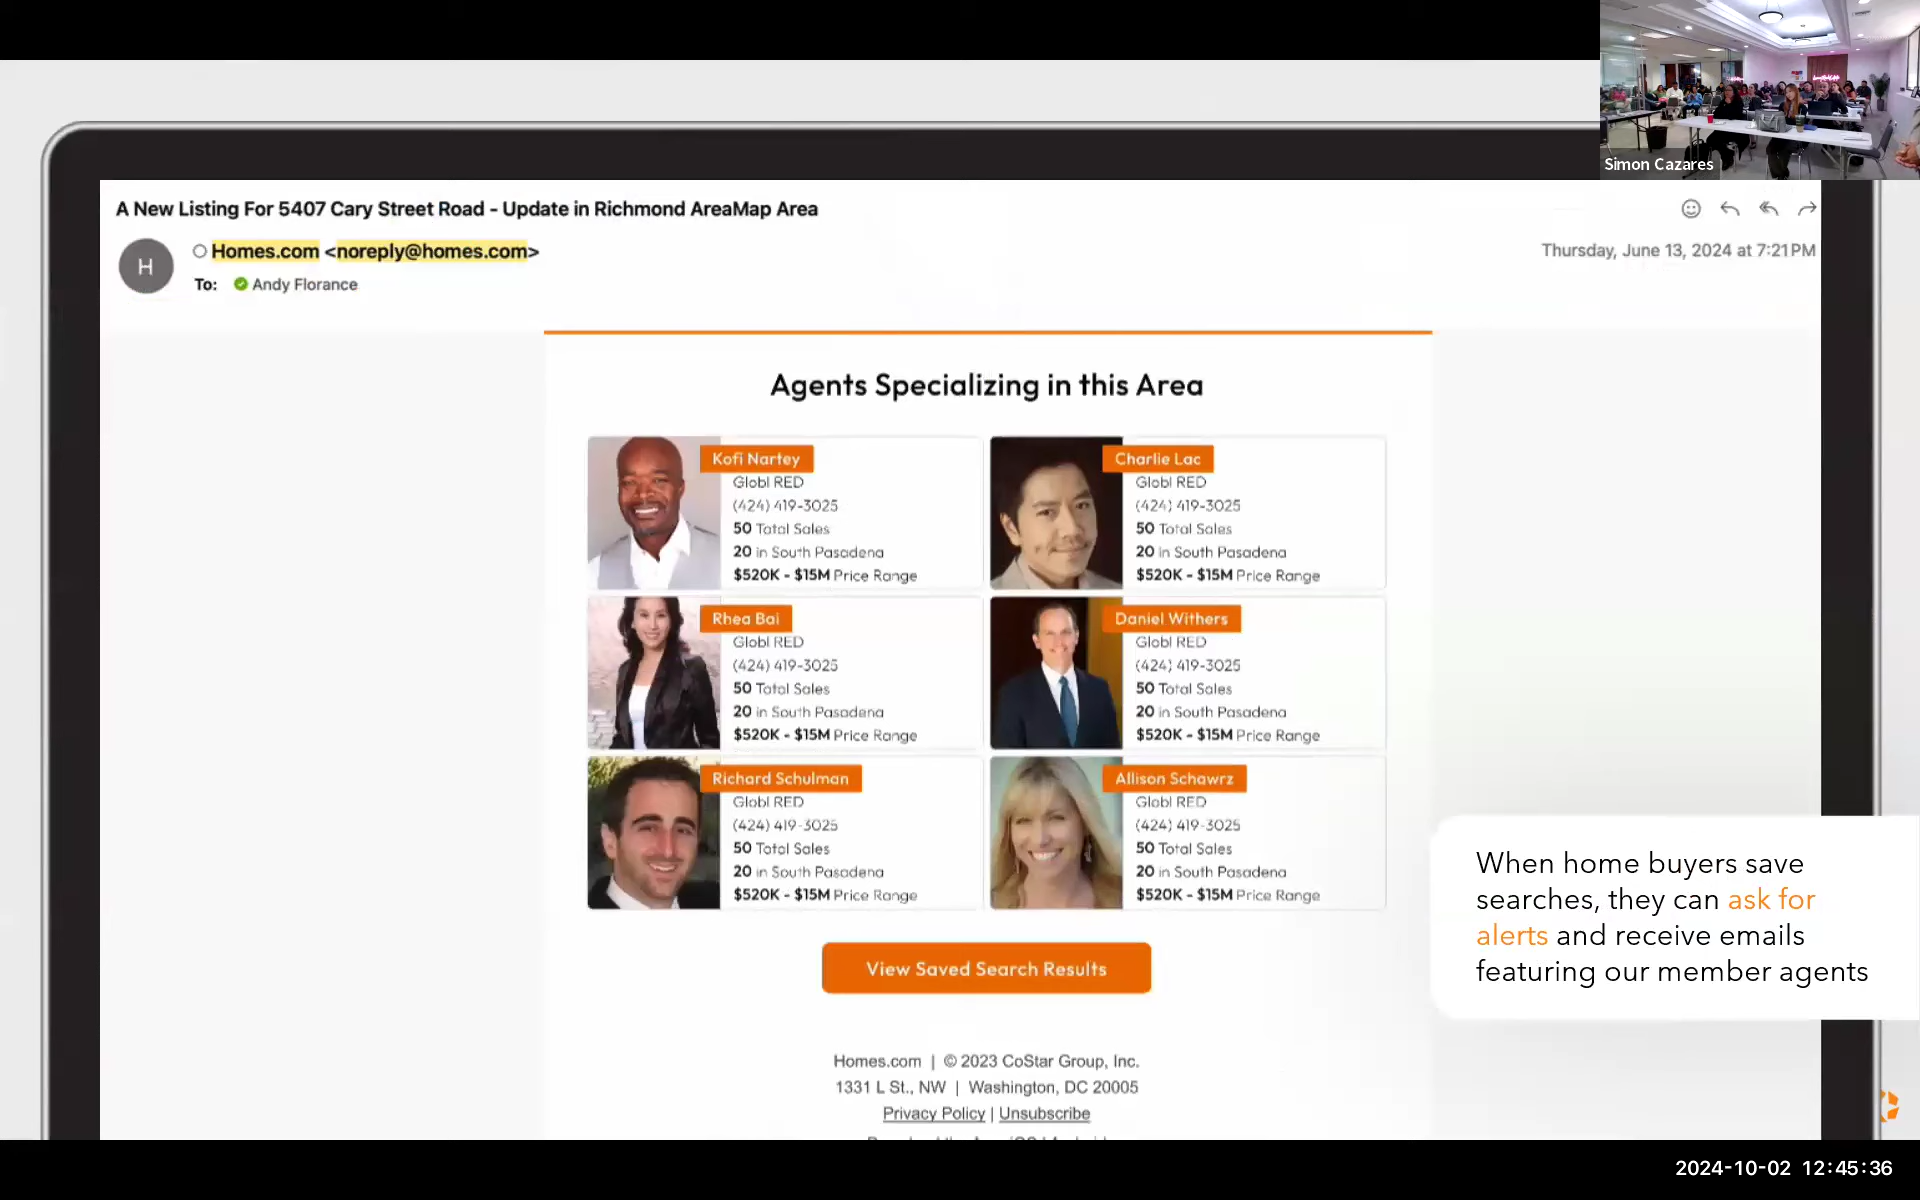 Simon Cazares
A New Listing For 5407 Cary Street Road - Update in Richmond AreaMap Area
H
Homes.com <noreply@homes.com>
Thursday, June 13, 2024 at 7:21PM
To: Andy Florance
Agents Specializing in this Area
Kofi Nartey
Globl RED
(424) 419-3025
50 Total Sales
20 in South Pasadena
$520K - $15M Price Range
Charlie Lac
Globl RED
(424) 419-3025
50 Total Sales
20 in South Pasadena
$520K - $15M Price Range
Rhea Bai
Globl RED
(424) 419-3025
50 Total Sales
20 in South Pasadena
$520K - $15M Price Range
Daniel Withers
Globl RED
(424) 419-3025
50 Total Sales
20 in South Pasadena
$520K - $15M Price Range
Richard Schulman
Globl RED
(424) 419-3025
50 Total Sales
20 in South Pasadena
$520K - $15M Price Range
Allison Schawrz
Globl RED
(424) 419-3025
50 Total Sales
20 in South Pasadena
$520K - $15M Price Range
View Saved Search Results
When home buyers save
searches, they can ask for
alerts and receive emails
featuring our member agents
Homes.com | © 2023 CoStar Group, Inc.
1331 L St., NW | Washington, DC 20005
Privacy Policy | Unsubscribe
2024-10-02 12:45:36